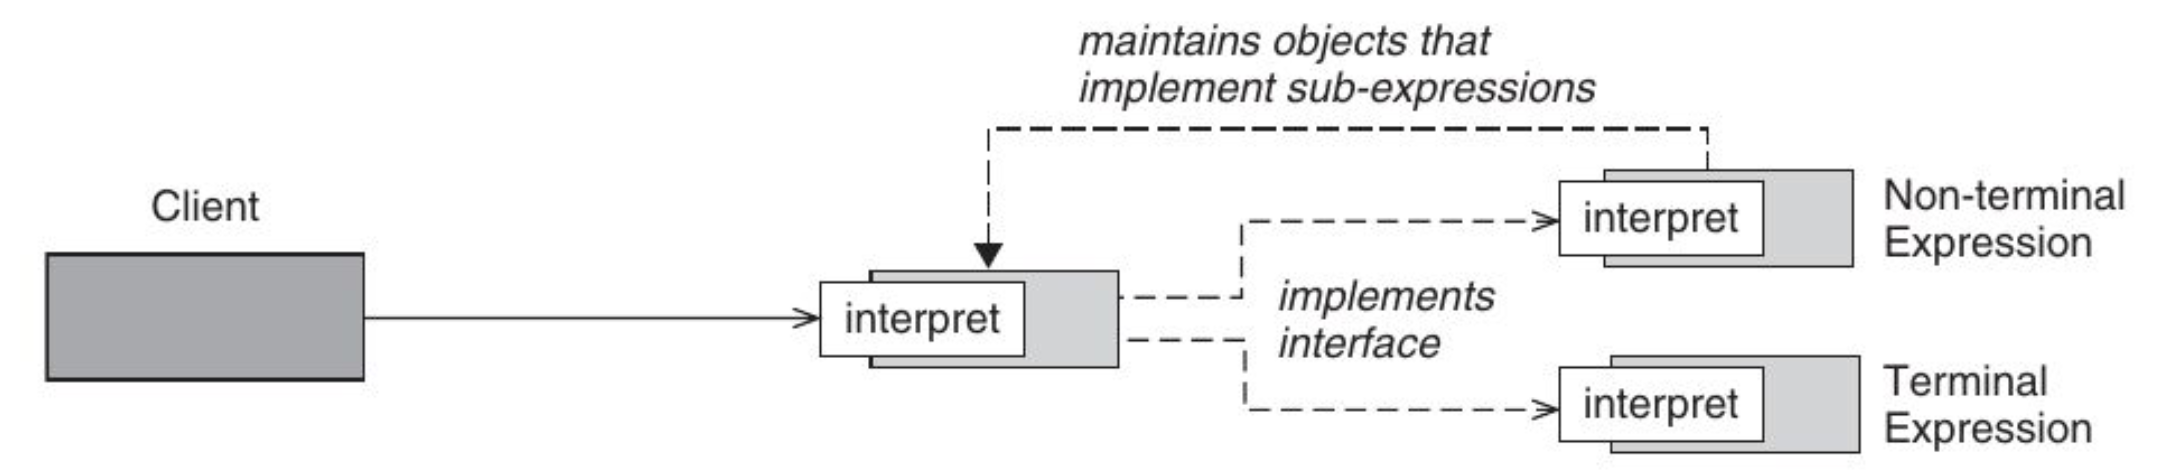 maintains objects that
implement sub-expressions
Client
interpret
implements
interface
interpret
Non-terminal
Expression
interpret
Terminal
Expression